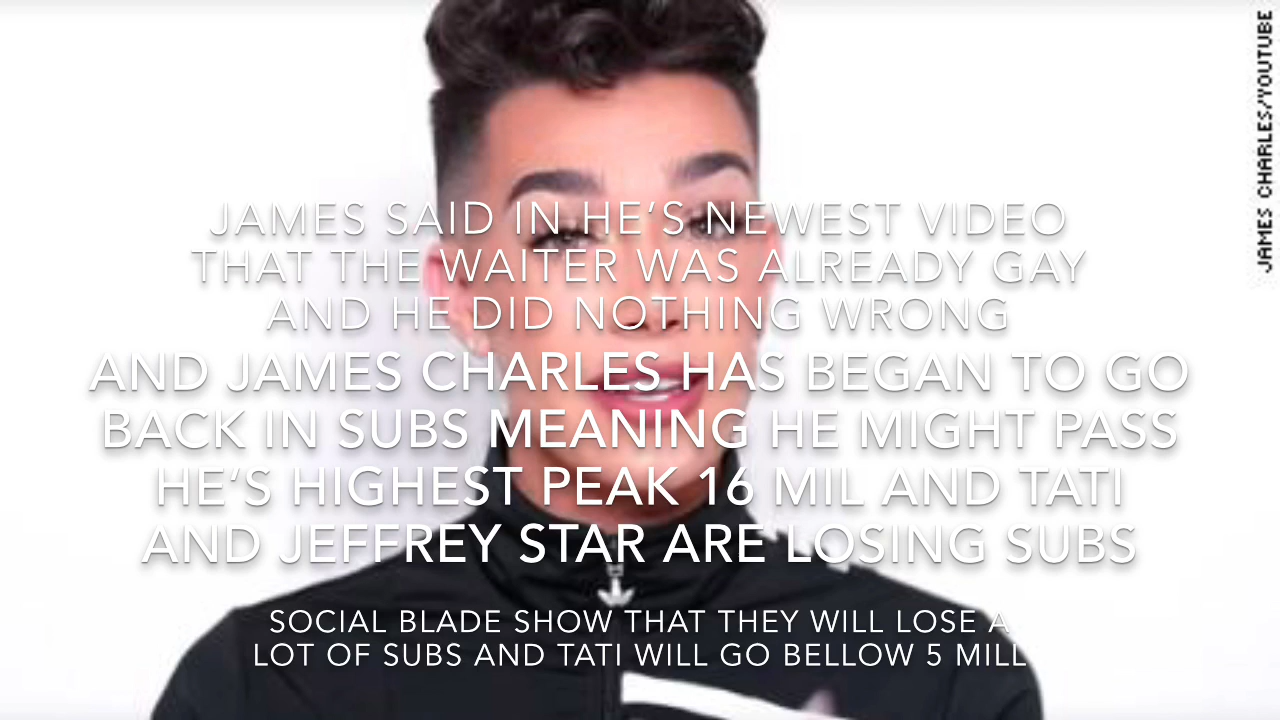 JAMES CHARLES/YOUTUBE
JAMES SAID IN HE'S NEWEST VIDEO
THAT THE WAITER WAS ALREADY GAY
AND HE DID NOTHING WRONG
AND JAMES CHARLES HAS BEGAN TO GO
BACK IN SUBS MEANING HE MIGHT PASS
HE'S HIGHEST PEAK 16 MIL AND TATI
AND JEFFREY STAR ARE LOSING SUBS
SOCIAL BLADE SHOW THAT THEY WILL LOSE A
LOT OF SUBS AND TATI WILL GO BELLOW 5 MILL